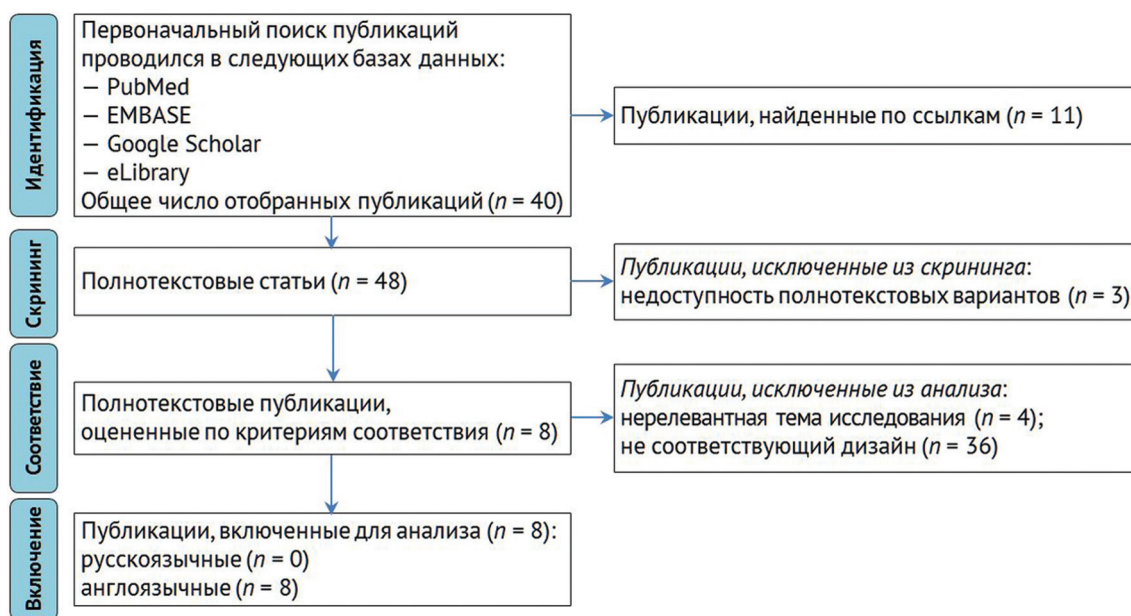 Идентификация
Первоначальный поиск публикаций
проводился в следующих базах данных:
— PubMed
— EMBASE
— Google Scholar
— eLibrary
Общее число отобранных публикаций (n = 40)
Публикации, найденные по ссылкам (n = 11)
Скрининг
Полнотекстовые статьи (n = 48)
Публикации, исключенные из скрининга:
недоступность полнотекстовых вариантов (n = 3)
Соответствие
Полнотекстовые публикации,
оцененные по критериям соответствия (n = 8)
Публикации, исключенные из анализа:
нерелевантная тема исследования (n = 4);
не соответствующий дизайн (n = 36)
Включение
Публикации, включенные для анализа (n = 8):
русскоязычные (n = 0)
англоязычные (n = 8)